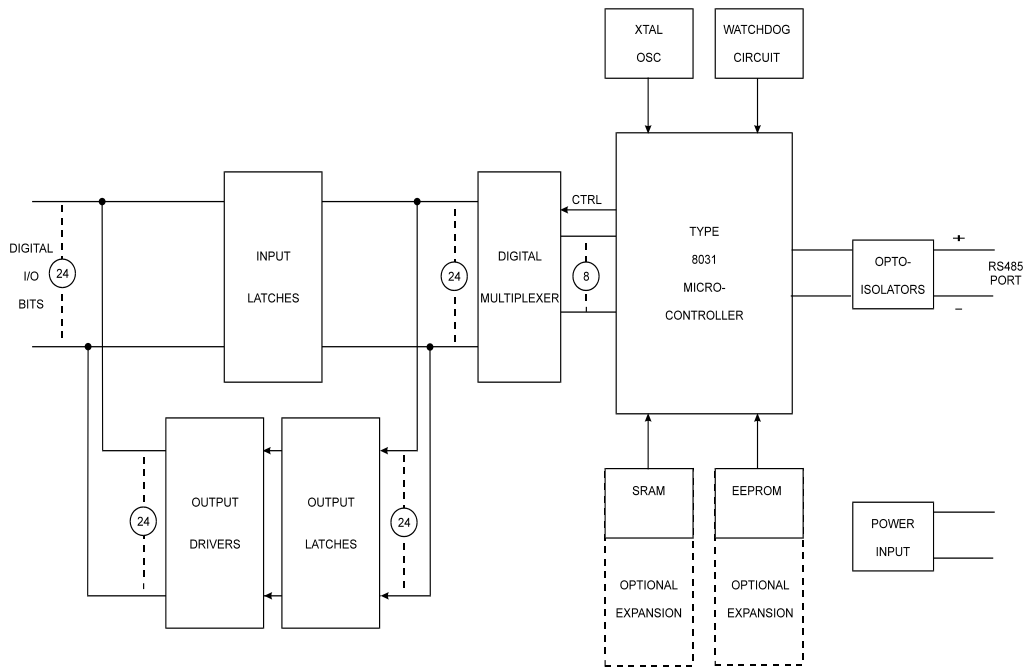 XTAL
OSC
WATCHDOG
CIRCUIT
DIGITAL
I/O
BITS
24
INPUT
LATCHES
24
DIGITAL
MULTIPLEXER
CTRL
8
TYPE
8031
MICRO-
CONTROLLER
OPTO-
ISOLATORS
+
−
RS485
PORT
24
OUTPUT
DRIVERS
OUTPUT
LATCHES
24
SRAM
OPTIONAL
EXPANSION
EEPROM
OPTIONAL
EXPANSION
POWER
INPUT